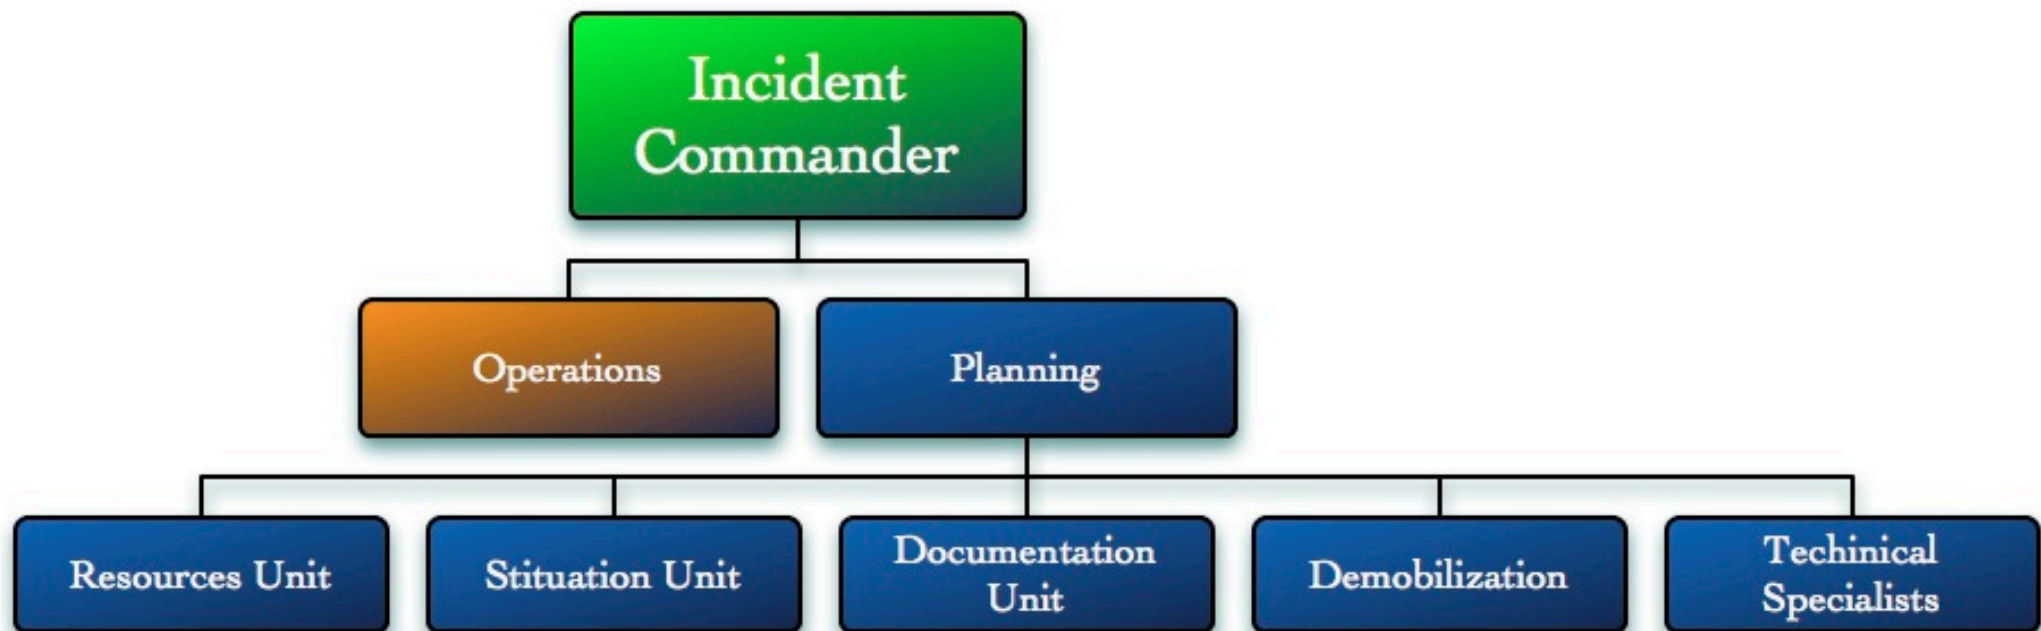 Incident
Commander
Operations
Planning
Resources Unit
Stituation Unit
Documentation
Unit
Demobilization
Techinical
Specialists